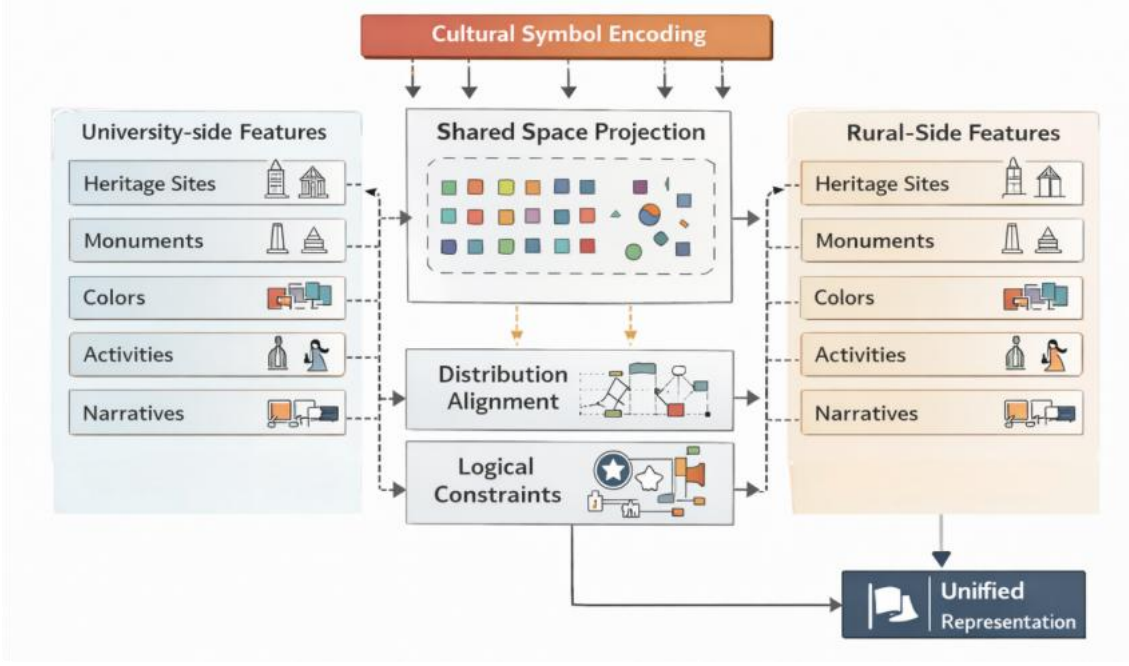 Cultural Symbol Encoding
University-side Features
Heritage Sites
Monuments
Colors
Activities
Narratives
Shared Space Projection
Distribution
Alignment
Logical
Constraints
Rural-Side Features
Heritage Sites
Monuments
Colors
Activities
Narratives
Unitfied
Representation